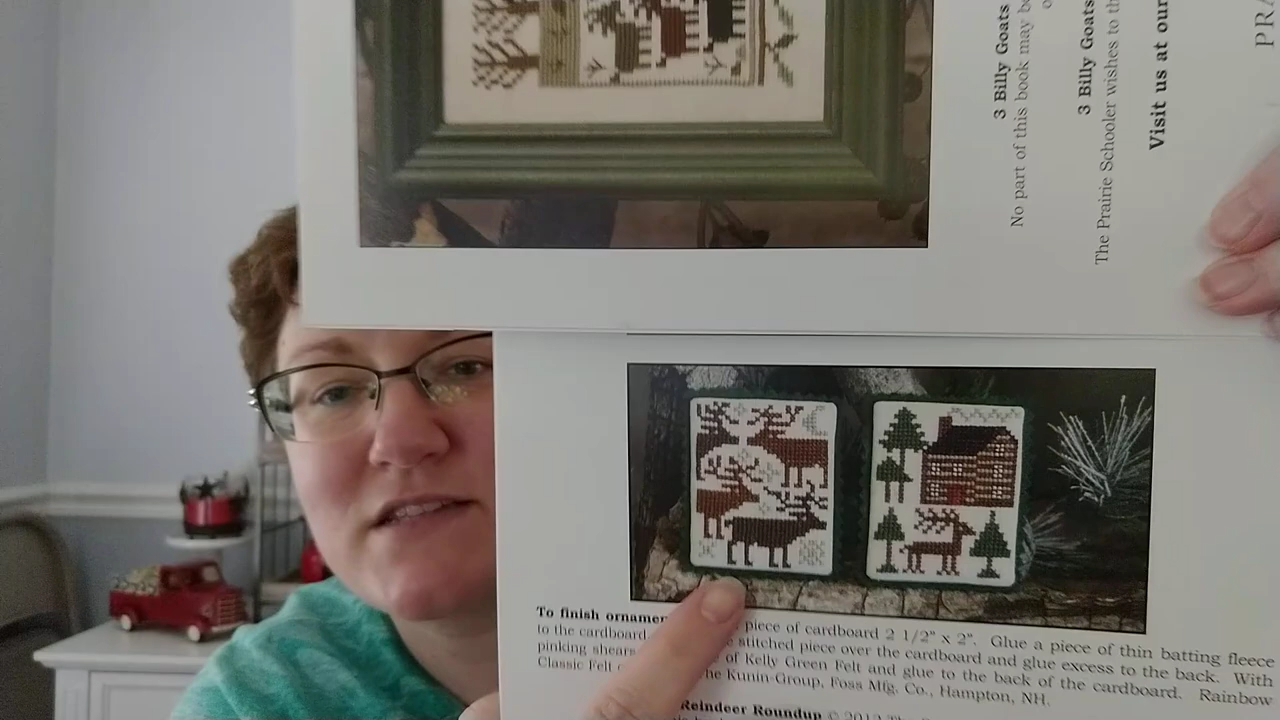 3 Billy Goats
No part of this book may be
3 Billy Goats
The Prairie Schooler wishes to th
Visit us at our
PRA
To finish ornamen piece of cardboard 2 1/2" x 2". Glue a piece of thin batting fleece
to the cardboard stitched piece over the cardboard and glue excess to the back. With
pinking shears of Kelly Green Felt and glue to the back of the cardboard. Rainbow
Classic Felt he Kunin-Group, Foss Mfg. Co., Hampton, NH.
Reindeer Roundup ©